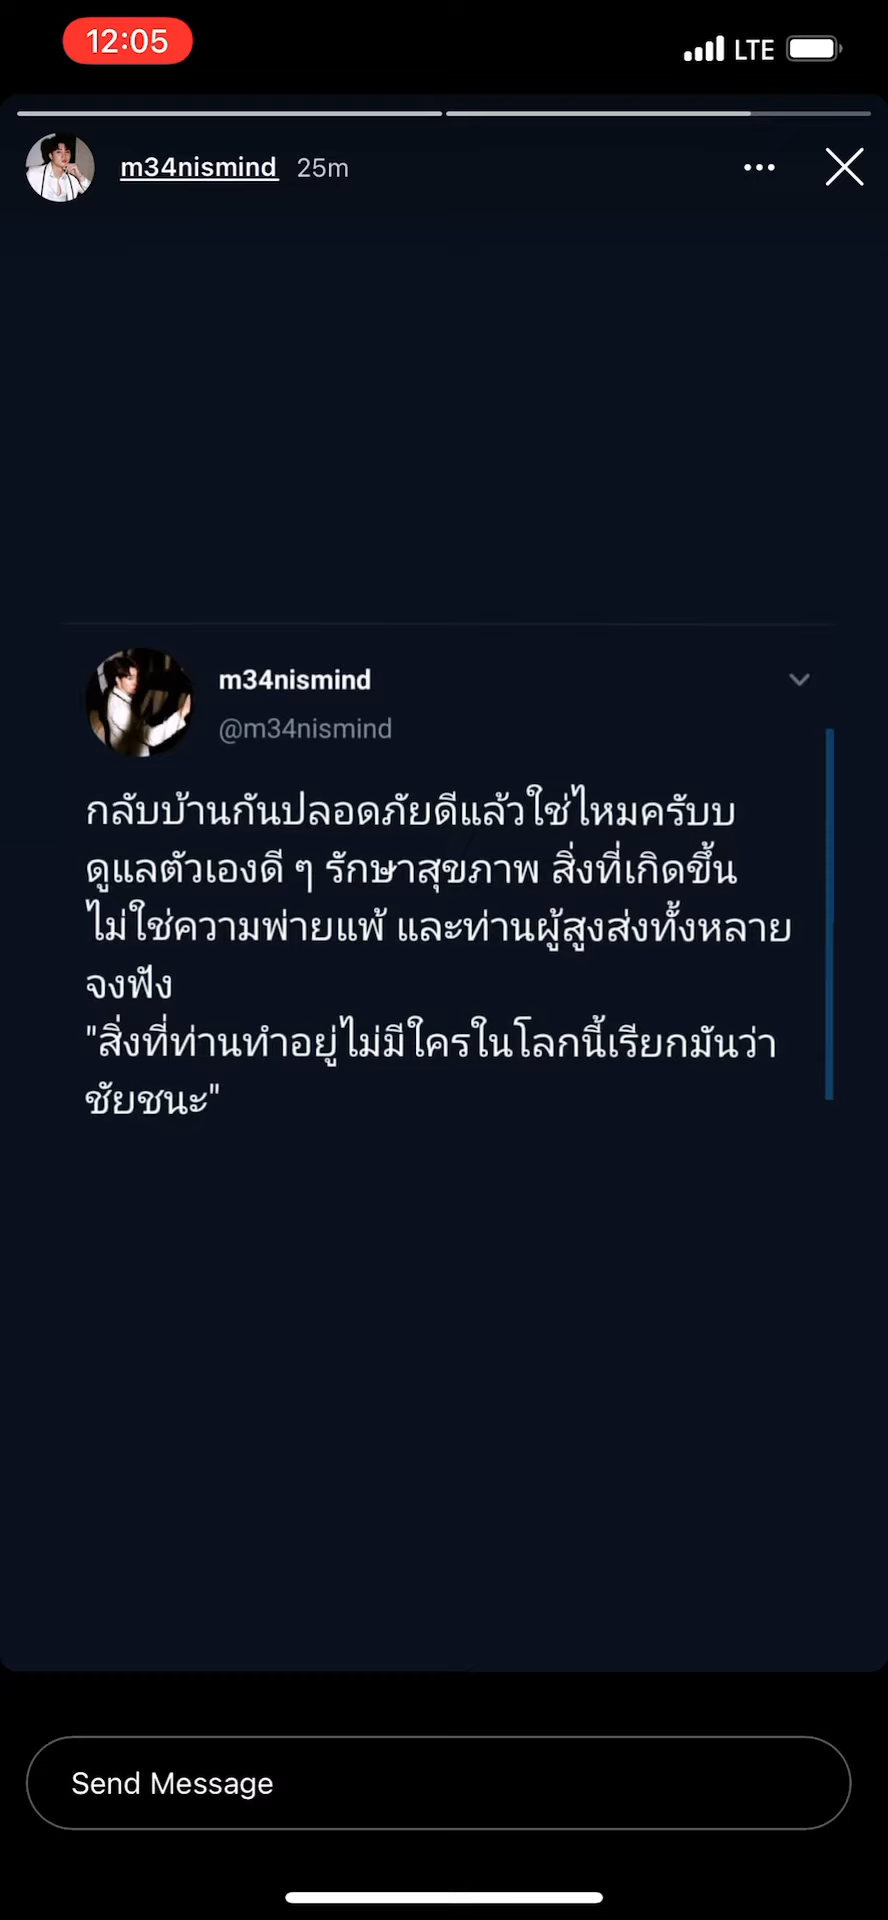 12:05
LTE
m34nismind 25m
m34nismind
@m34nismind
กลับบ้านกันปลอดภัยดีแล้วใช่ไหมครับบ
ดูแลตัวเองดี ๆ รักษาสุขภาพ สิ่งที่เกิดขึ้น
ไม่ใช่ความพ่ายแพ้ และท่านผู้สูงส่งทั้งหลาย
จงฟัง
"สิ่งที่ท่านทำอยู่ไม่มีใครในโลกนี้เรียกมันว่า
ชัยชนะ"
Send Message